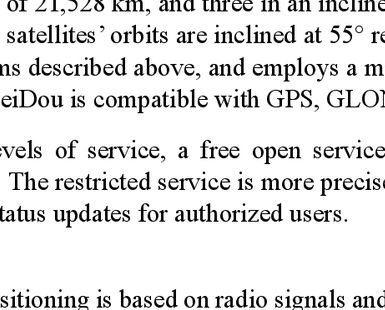 of 21,528 km, and three in an incline
satellites' orbits are inclined at 55° re
ms described above, and employs a m
eiDou is compatible with GPS, GLON
evels of service, a free open service
The restricted service is more precise
tatus updates for authorized users.
sitioning is based on radio signals and